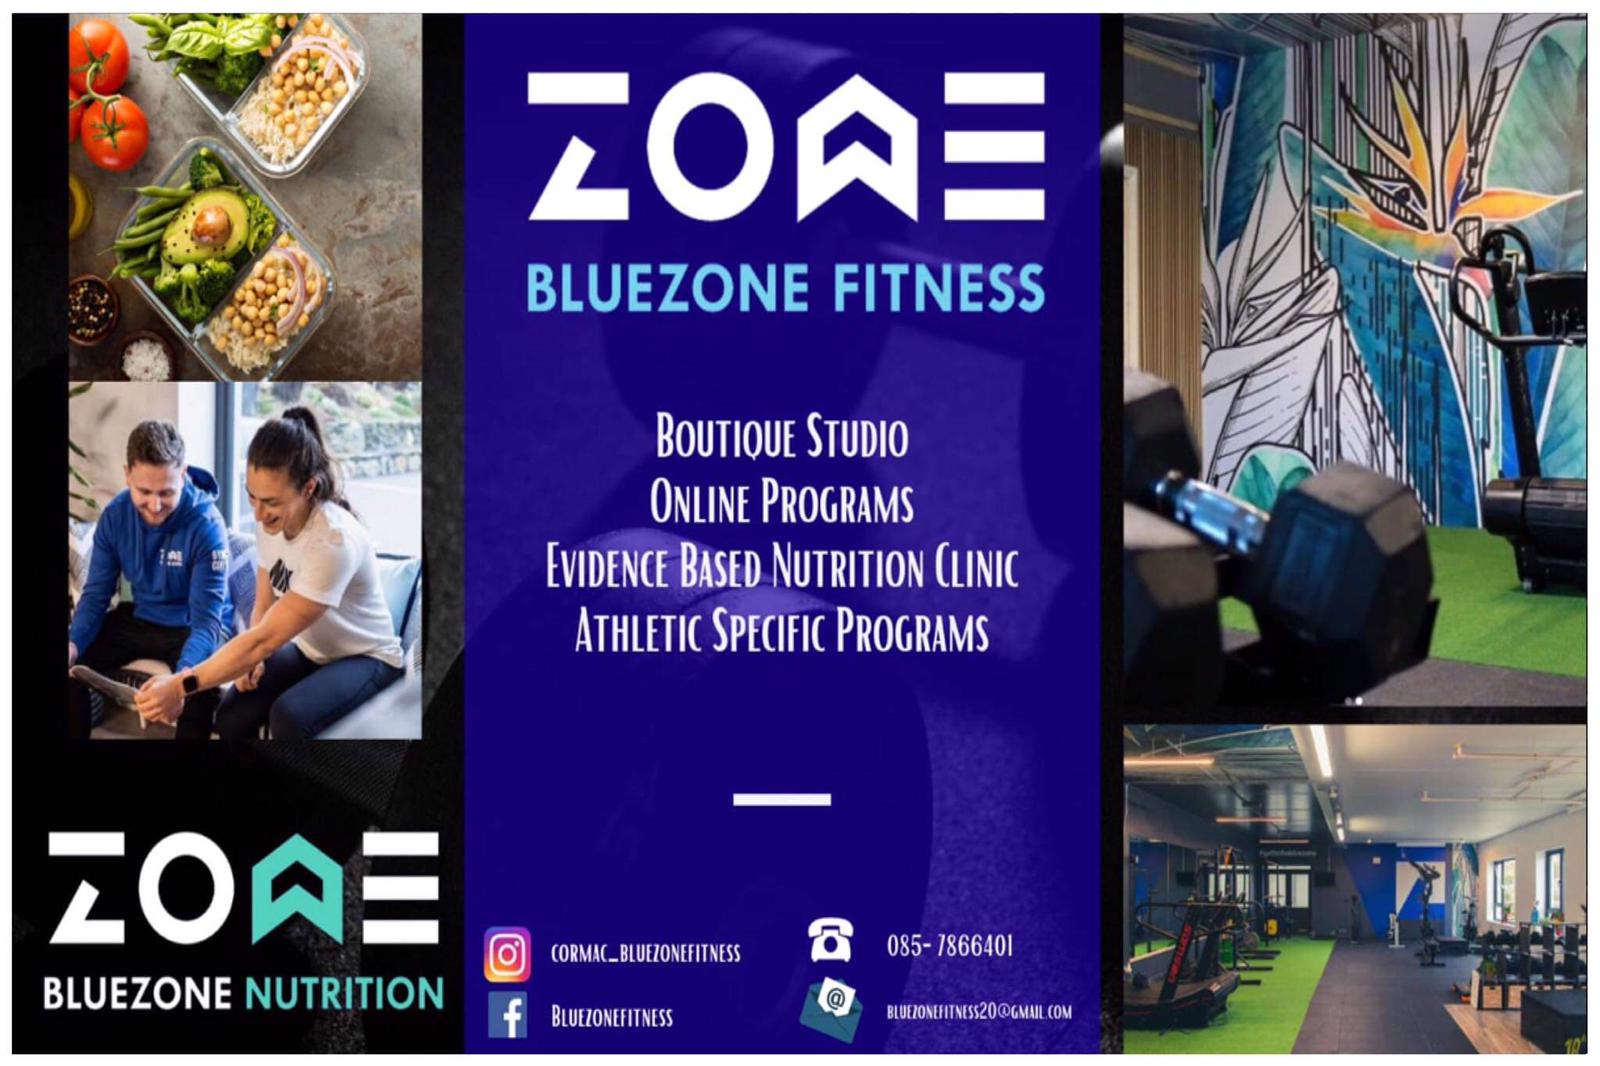 ZONE
BLUEZONE FITNESS
BOUTIQUE STUDIO
ONLINE PROGRAMS
EVIDENCE BASED NUTRITION CLINIC
ATHLETIC SPECIFIC PROGRAMS
ZONE
BLUEZONE NUTRITION
CORMAC_BLUEZONEFITNESS
BLUEZONEFITNESS
085- 7866401
@
BLUEZONEFITNESS20@GMAIL.COM